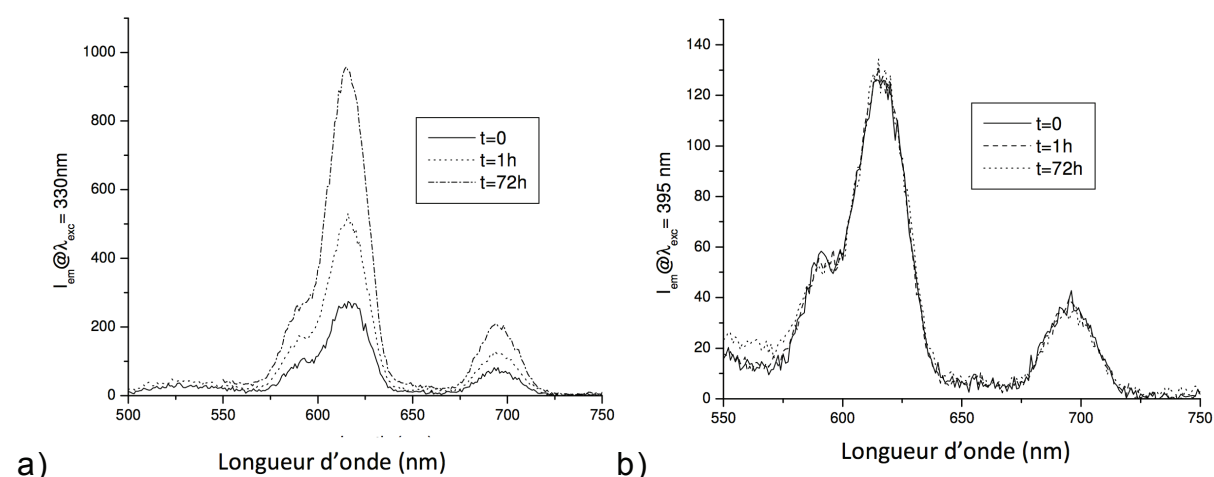 1000
800
600
400
200
0
500
550
600
650
700
750
I_em@λ_exc= 330nm
t=0
t=1h
t=72h
a)
Longueur d’onde (nm)
140
120
100
80
60
40
20
0
550
600
650
700
750
I_em@λ_exc= 395 nm
t=0
t=1h
t=72h
b)
Longueur d’onde (nm)